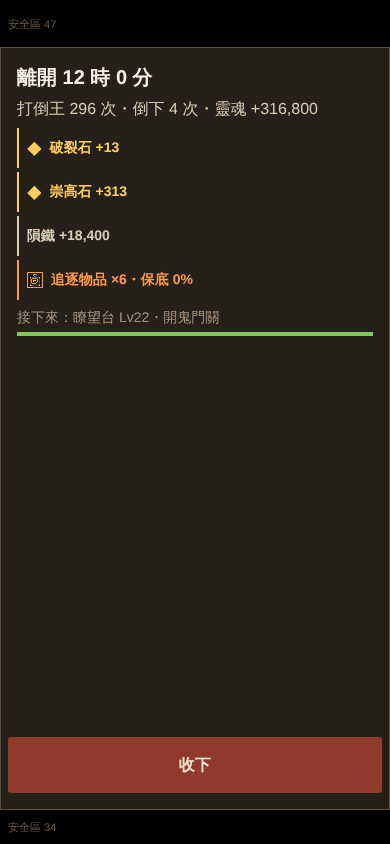 安全區 47
離開 12 時 0 分
打倒王 296 次・倒下 4 次・靈魂 +316,800
破裂石 +13
崇高石 +313
隕鐵 +18,400
追逐物品 ×6・保底 0%
接下來：瞭望台 Lv22・開鬼門關
收下
安全區 34